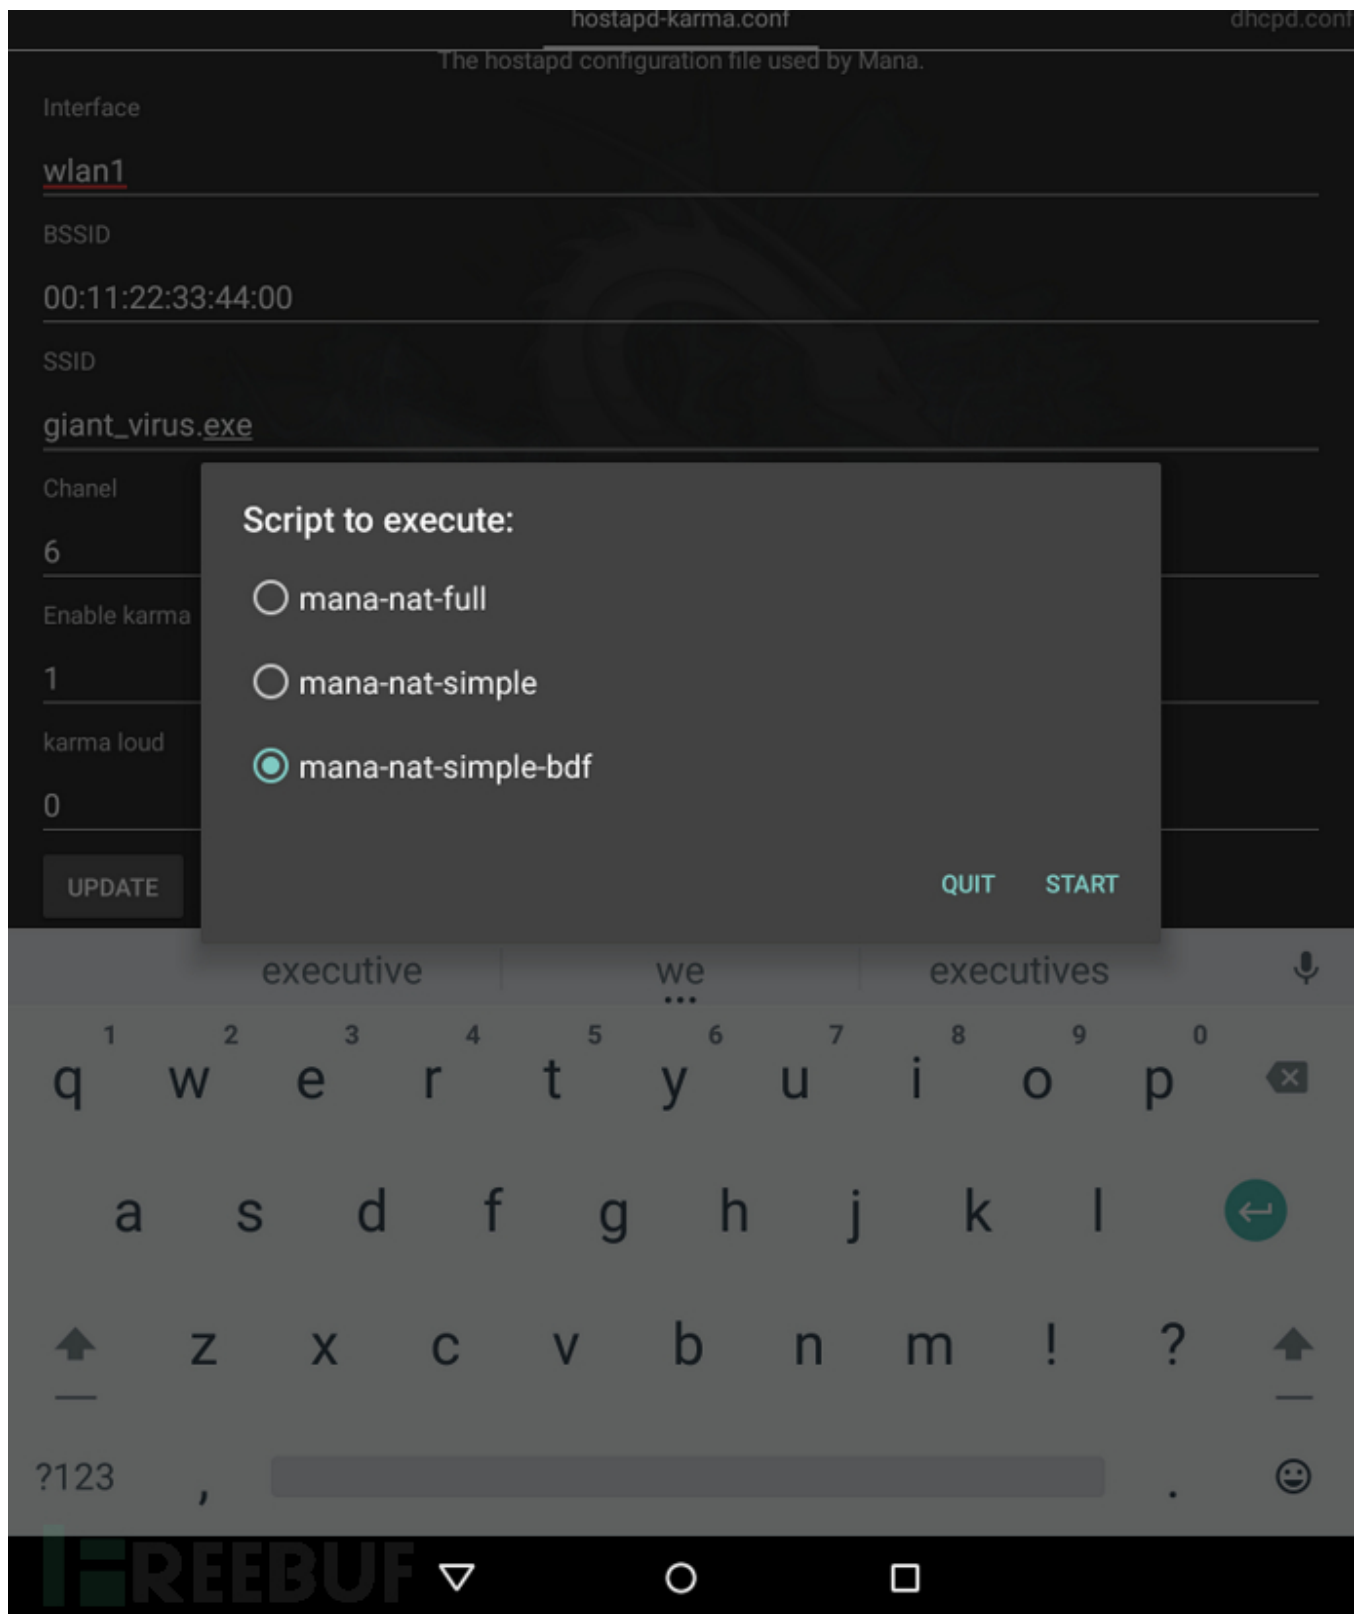 hostapd-karma.conf dhcpd.conf
The hostapd configuration file used by Mana.
Interface
wlan1
BSSID
00:11:22:33:44:00
SSID
giant_virus.exe
Chanel
6
Enable karma
1
karma loud
0
UPDATE
Script to execute:
mana-nat-full
mana-nat-simple
mana-nat-simple-bdf
QUIT START
executive we executives
1 2 3 4 5 6 7 8 9 0
q w e r t y u i o p
a s d f g h j k l
z x c v b n m ! ?
?123 , .
FREEBUF